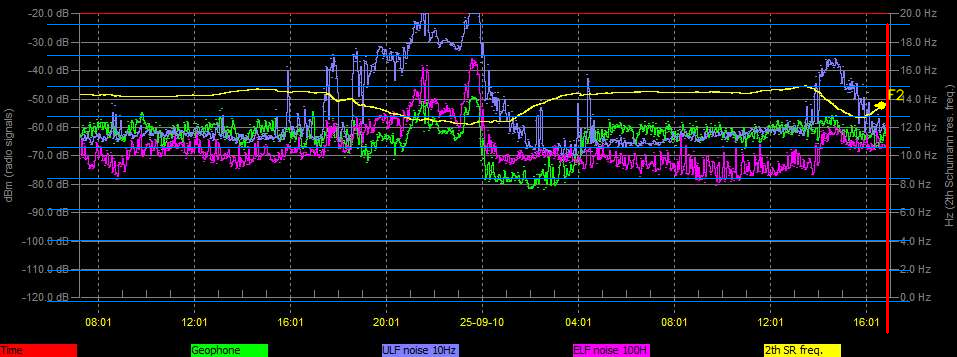 -20.0 dB 20.0 Hz
-30.0 dB 18.0 Hz
-40.0 dB 16.0 Hz
-50.0 dB F2 14.0 Hz
-60.0 dB 12.0 Hz
-70.0 dB 10.0 Hz
-80.0 dB 8.0 Hz
-90.0 dB 6.0 Hz
-100.0 dB 4.0 Hz
-110.0 dB 2.0 Hz
-120.0 dB 0.0 Hz
dBm (radio signals)
Hz (2th Schumann res. freq.)
08:01 12:01 16:01 20:01 25-09-10 04:01 08:01 12:01 16:01
Time Geophone ULF noise 10Hz ELF noise 100H 2th SR freq.